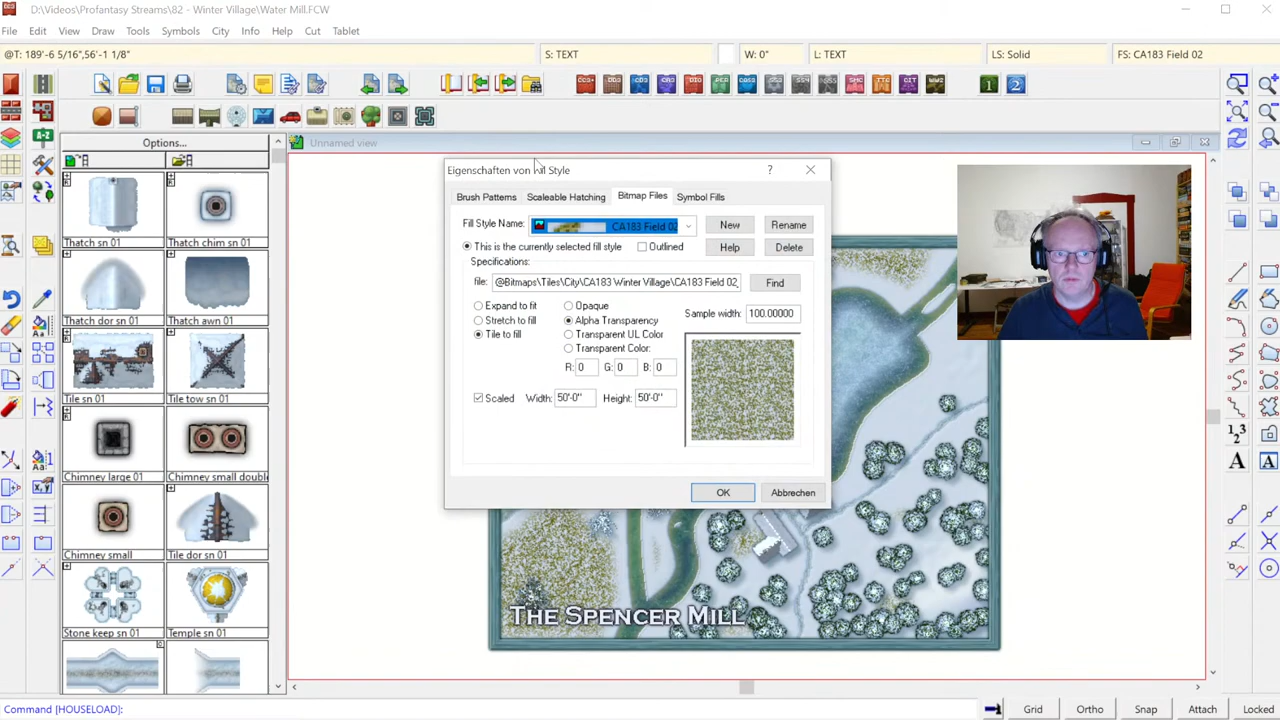 D:\Videos\Profantasy Streams\82 - Winter Village\Water Mill.FCW
File Edit View Draw Tools Symbols City Info Help Cut Tablet
@T: 189'-6 5/16",56'-1 1/8" S: TEXT W: 0" L: TEXT LS: Solid FS: CA183 Field 02
Options...
Unnamed view
Thatch sn 01 Thatch chim sn 01
Thatch dor sn 01 Thatch awn 01
Tile sn 01 Tile tow sn 01
Chimney large 01 Chimney small double
Chimney small Tile dor sn 01
Stone keep sn 01 Temple sn 01
Eigenschaften von Fill Style
Brush Patterns Scaleable Hatching Bitmap Files Symbol Fills
Fill Style Name: CA183 Field 02 New Rename
This is the currently selected fill style Outlined Help Delete
Specifications:
file: @Bitmaps\Tiles\City\CA183 Winter Village\CA183 Field 02_ Find
Expand to fit Opaque
Stretch to fill Alpha Transparency Sample width: 100.00000
Tile to fill Transparent UL Color
Transparent Color:
R: 0 G: 0 B: 0
Scaled Width: 50'-0" Height: 50'-0"
OK Abbrechen
The Spencer Mill
Command [HOUSELOAD]: Grid Ortho Snap Attach Locked